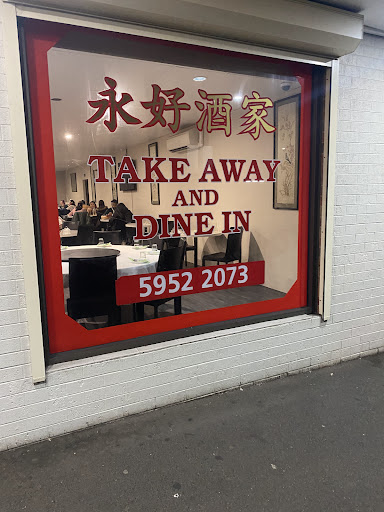 永好酒家
TAKE AWAY
AND
DINE IN
5952 2073